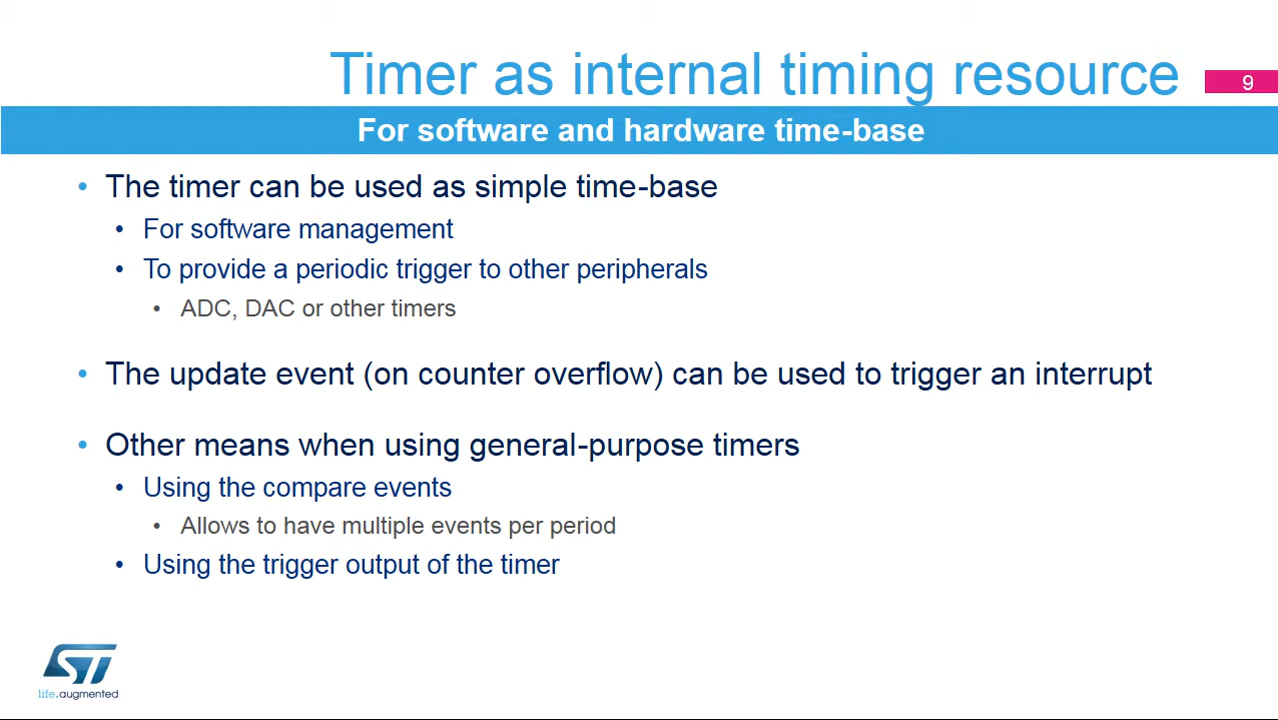 Timer as internal timing resource
9
For software and hardware time-base
• The timer can be used as simple time-base
• For software management
• To provide a periodic trigger to other peripherals
• ADC, DAC or other timers
• The update event (on counter overflow) can be used to trigger an interrupt
• Other means when using general-purpose timers
• Using the compare events
• Allows to have multiple events per period
• Using the trigger output of the timer
ST
life.augmented